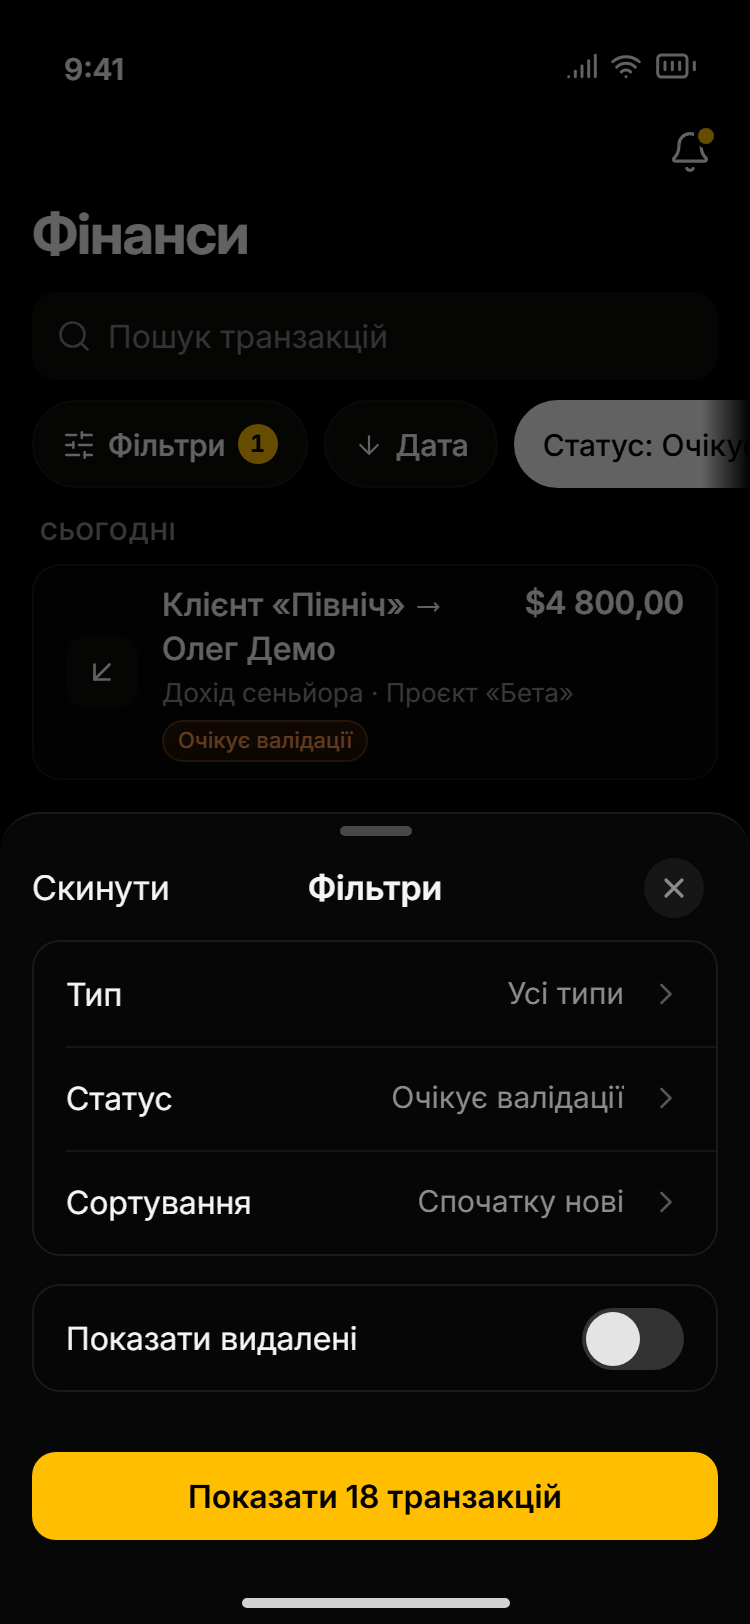 9:41
Фінанси
Пошук транзакцій
Фільтри 1
Дата
Статус: Очіку
СЬОГОДНІ
Клієнт «Північ» → $4 800,00
Олег Демо
Дохід сеньйора · Проєкт «Бета»
Очікує валідації
Скинути Фільтри
Тип Усі типи
Статус Очікує валідації
Сортування Спочатку нові
Показати видалені
Показати 18 транзакцій